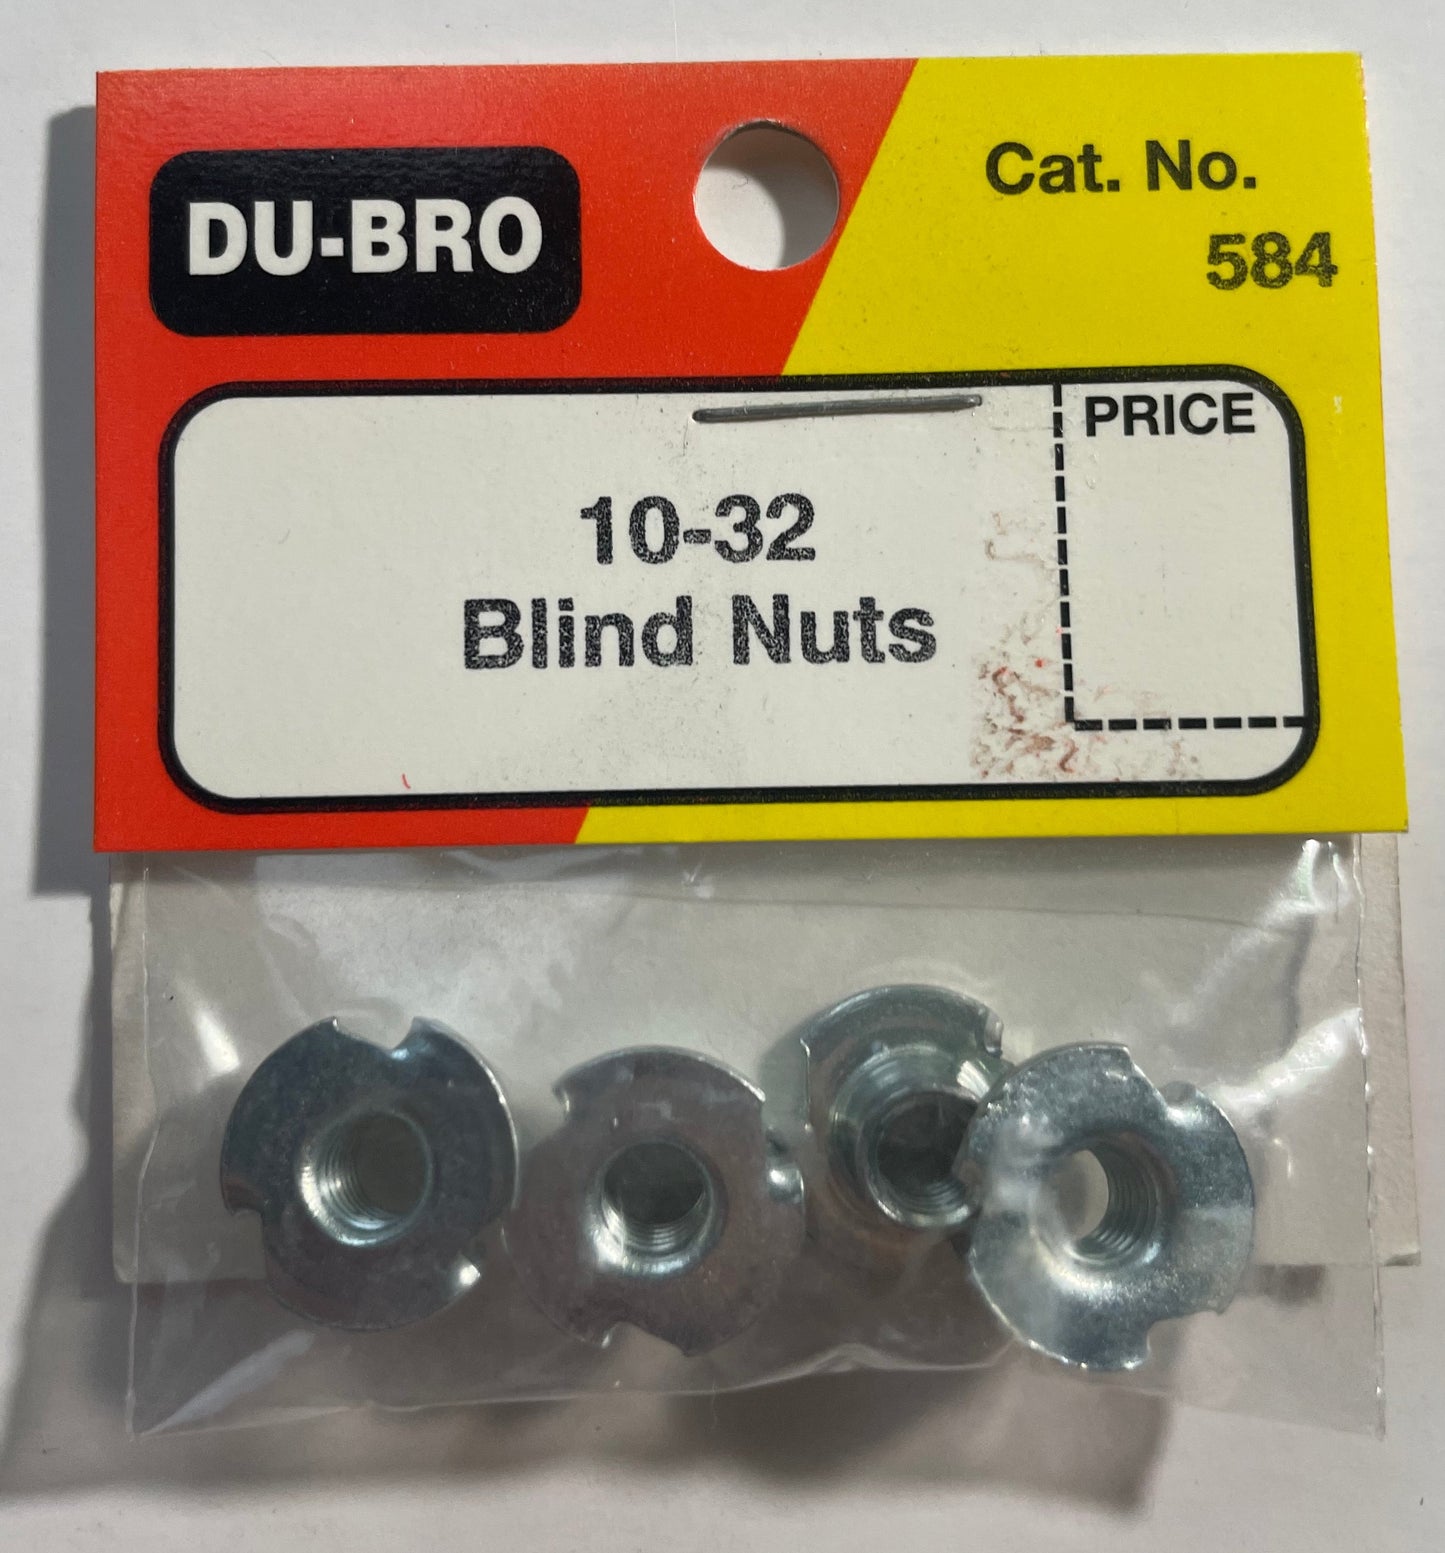 DU-BRO
Cat. No.
584
PRICE
10-32
Blind Nuts